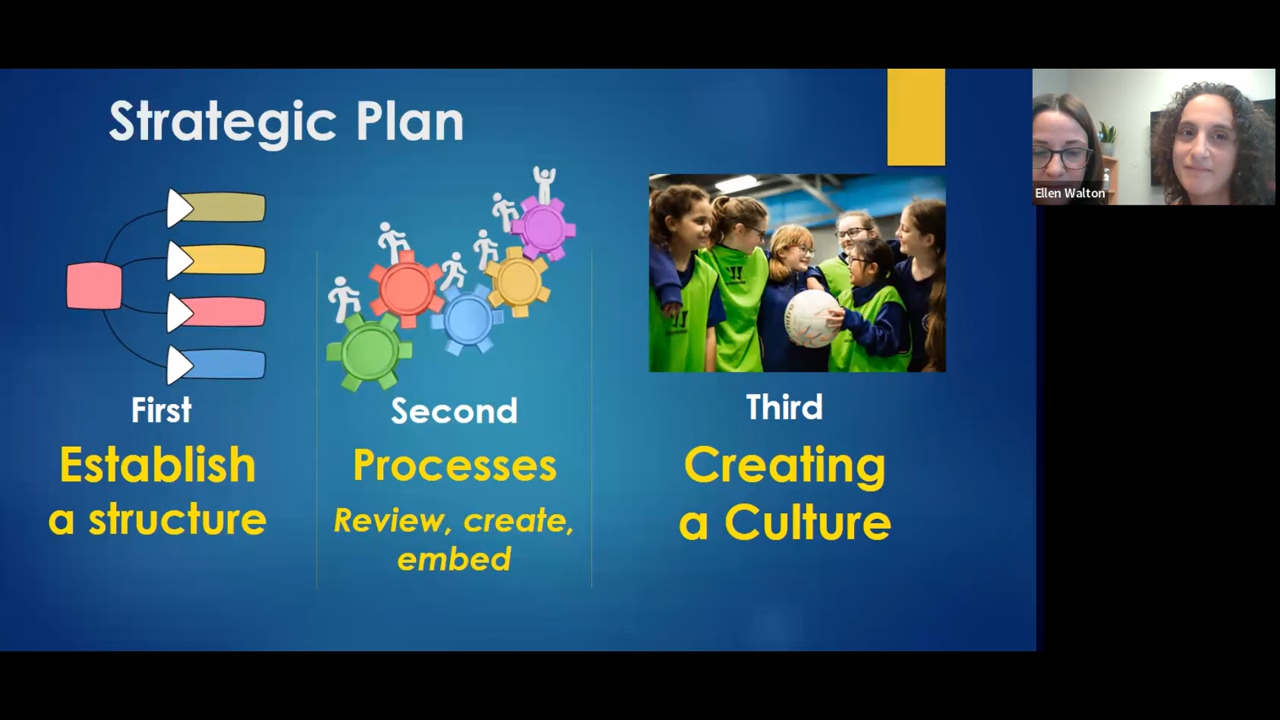 Strategic Plan
First
Establish
a structure
Second
Processes
Review, create,
embed
Third
Creating
a Culture
Ellen Walton